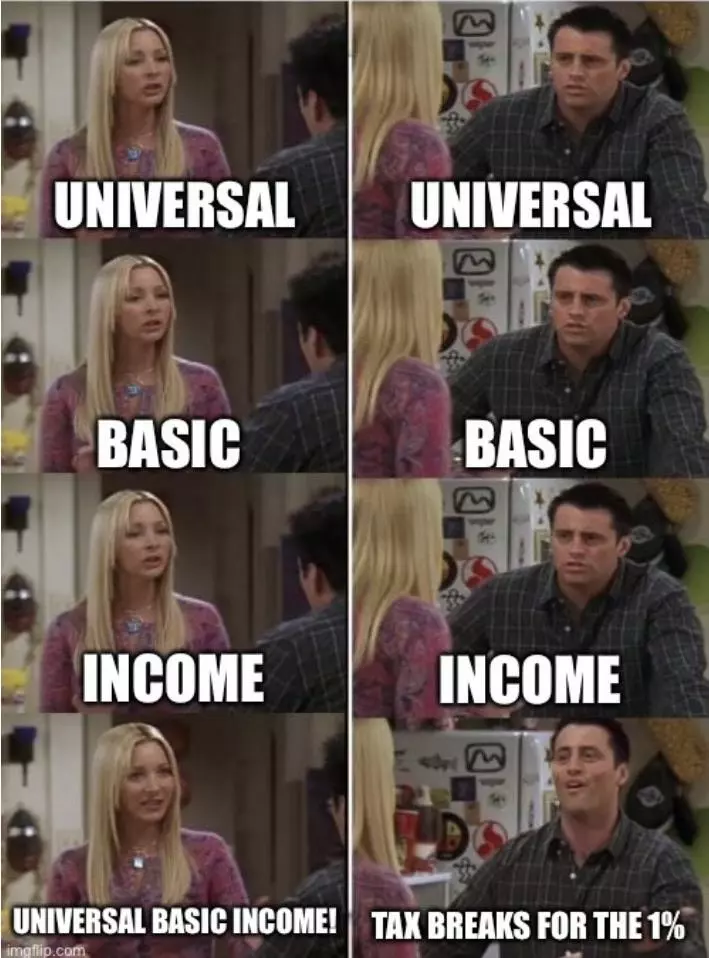 UNIVERSAL
UNIVERSAL
BASIC
BASIC
INCOME
INCOME
UNIVERSAL BASIC INCOME!
TAX BREAKS FOR THE 1%
imgflip.com